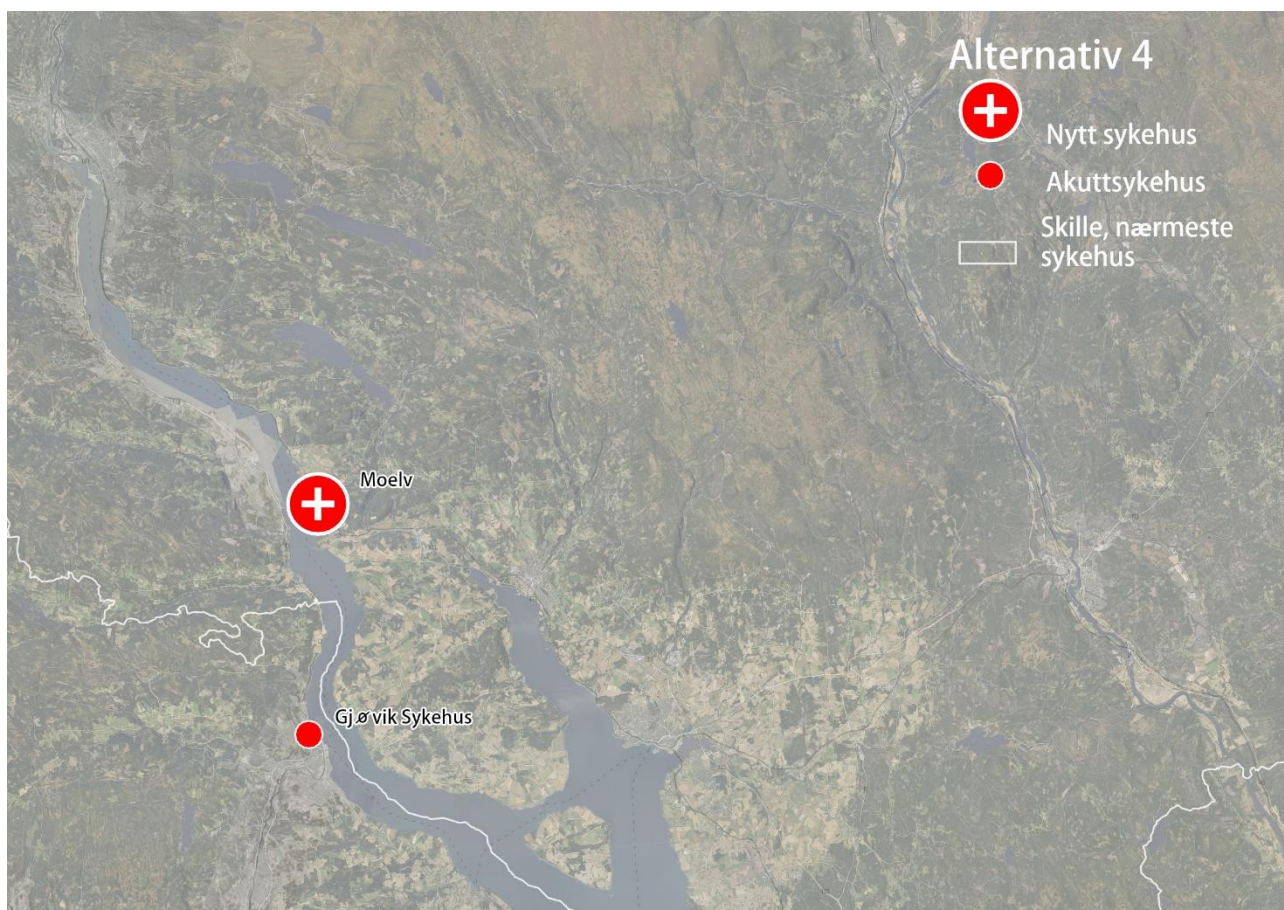 Alternativ 4
Nytt sykehus
Akuttsykehus
Skille, nærmeste
sykehus
Moelv
Gjøvik Sykehus